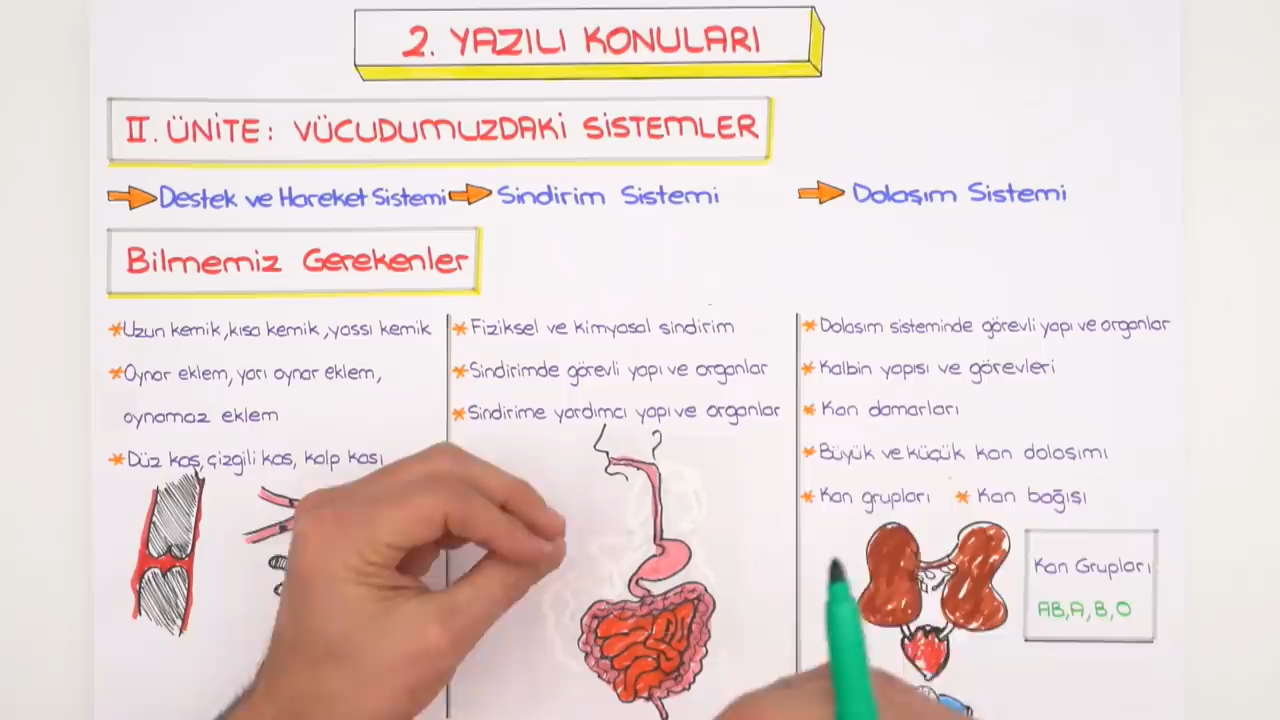 2. YAZILI KONULARI
II. ÜNİTE: VÜCUDUMUZDAKİ SİSTEMLER
Destek ve Hareket Sistemi
Sindirim Sistemi
Dolaşım Sistemi
Bilmemiz Gerekenler
*Uzun kemik, kısa kemik, yassı kemik
*Oynar eklem, yarı oynar eklem,
oynamaz eklem
*Düz kas, çizgili kas, kalp kası
*Fiziksel ve kimyasal sindirim
*Sindirimde görevli yapı ve organlar
*Sindirime yardımcı yapı ve organlar
*Dolaşım sisteminde görevli yapı ve organlar
*Kalbin yapısı ve görevleri
*Kan damarları
*Büyük ve küçük kan dolaşımı
*Kan grupları *Kan bağışı
Kan Grupları
AB, A, B, O